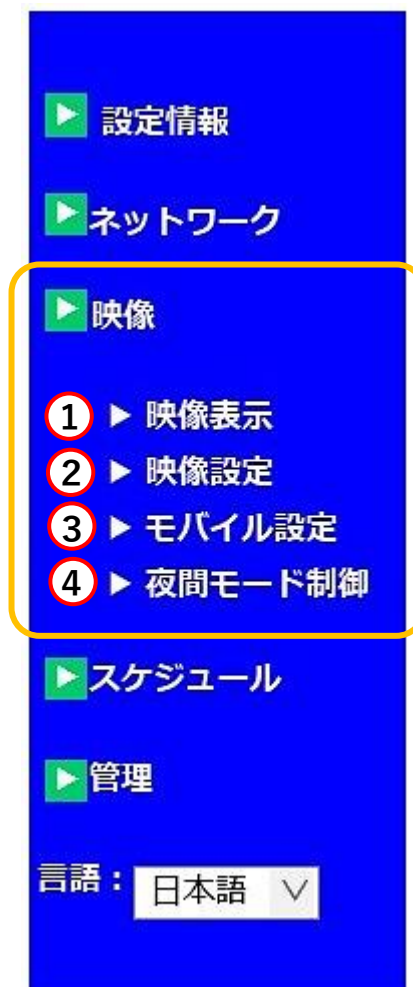 設定情報
ネットワーク
映像
1 ▶ 映像表示
2 ▶ 映像設定
3 ▶ モバイル設定
4 ▶ 夜間モード制御
スケジュール
管理
言語： 日本語